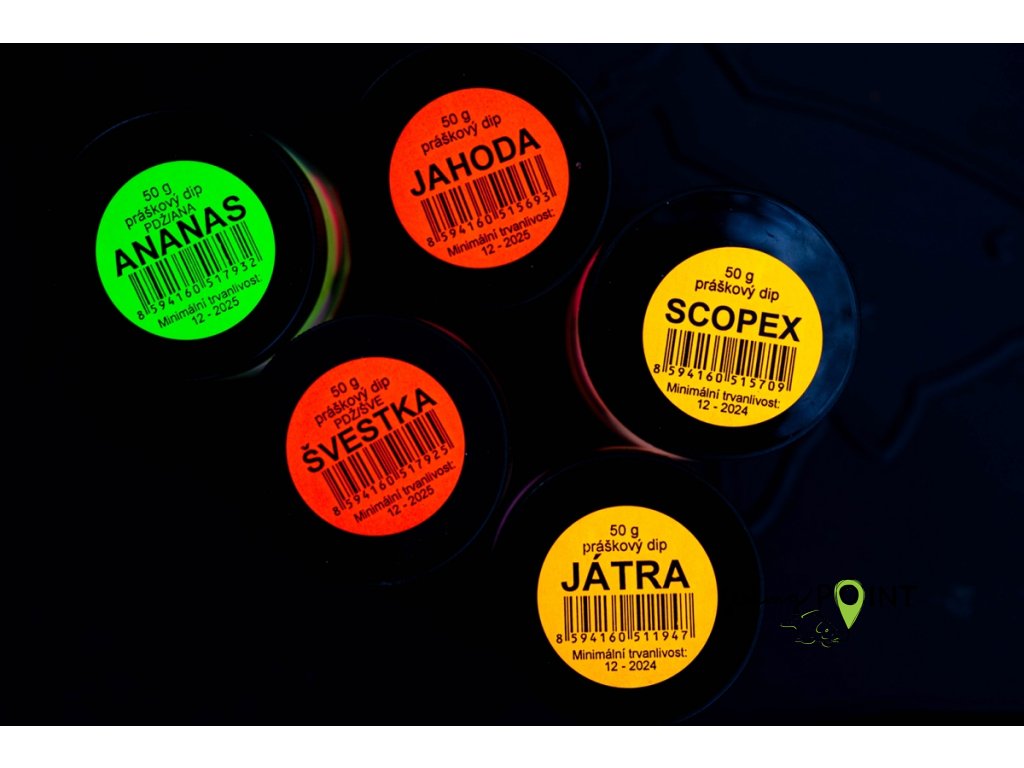 50 g
práškový dip
PDŽ/ANA
ANANAS
8 594160 517932
Minimální trvanlivost:
12 - 2025
50 g
práškový dip
JAHODA
8 594160 515693
Minimální trvanlivost:
12 - 2025
50 g
práškový dip
SCOPEX
8 594160 515709
Minimální trvanlivost:
12 - 2024
50 g
práškový dip
PDŽ/ŠVE
ŠVESTKA
8 594160 517925
Minimální trvanlivost:
12 - 2025
50 g
práškový dip
JÁTRA
8 594160 511947
Minimální trvanlivost:
12 - 2024
POINT